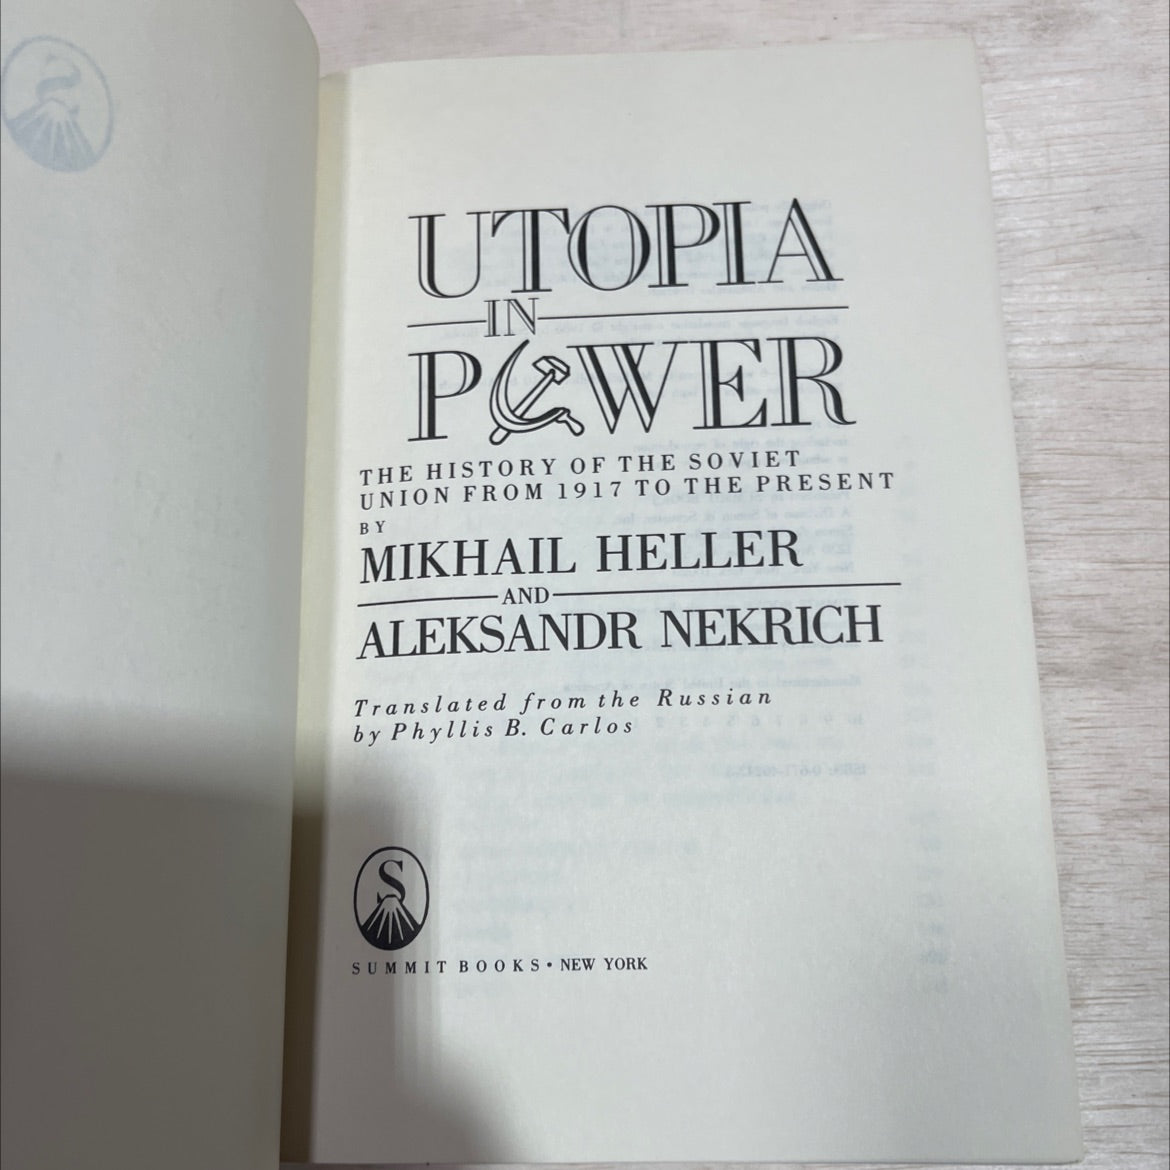 UTOPIA
IN
POWER
THE HISTORY OF THE SOVIET
UNION FROM 1917 TO THE PRESENT
BY
MIKHAIL HELLER
AND
ALEKSANDR NEKRICH
Translated from the Russian
by Phyllis B. Carlos
S
SUMMIT BOOKS • NEW YORK